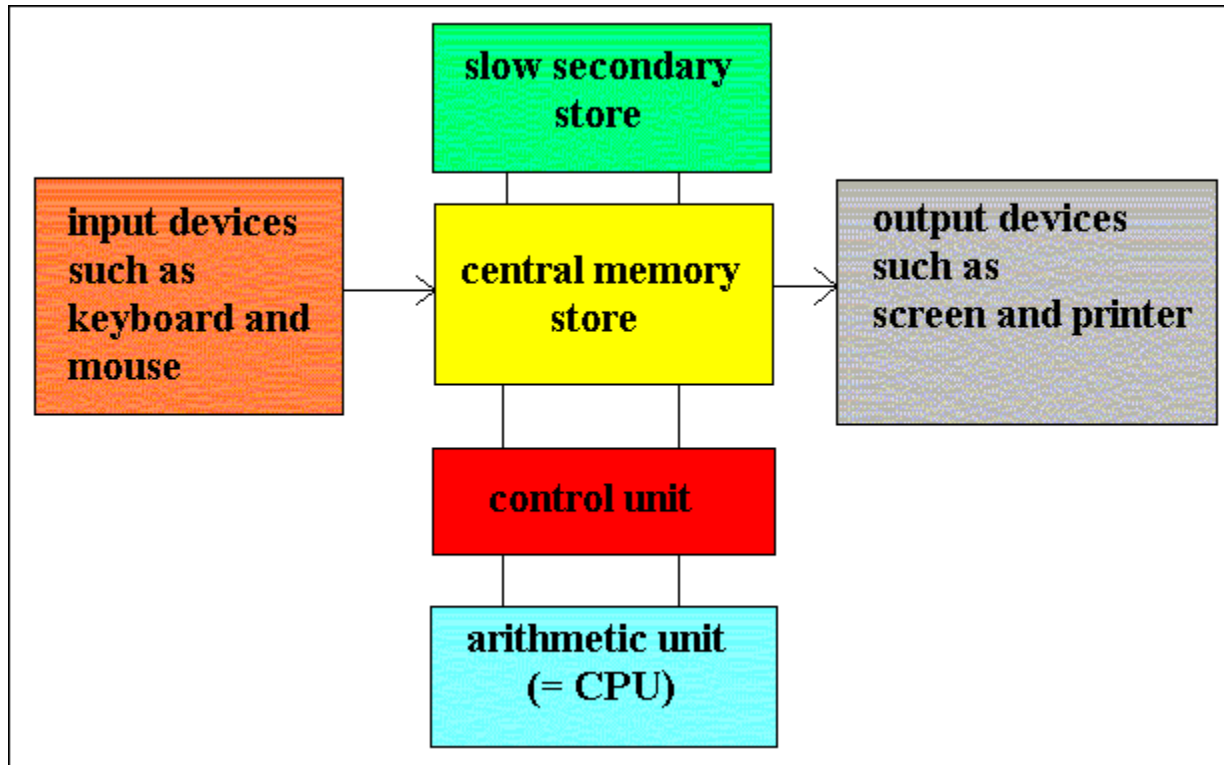 slow secondary
store
input devices
such as
keyboard and
mouse
central memory
store
output devices
such as
screen and printer
control unit
arithmetic unit
(= CPU)